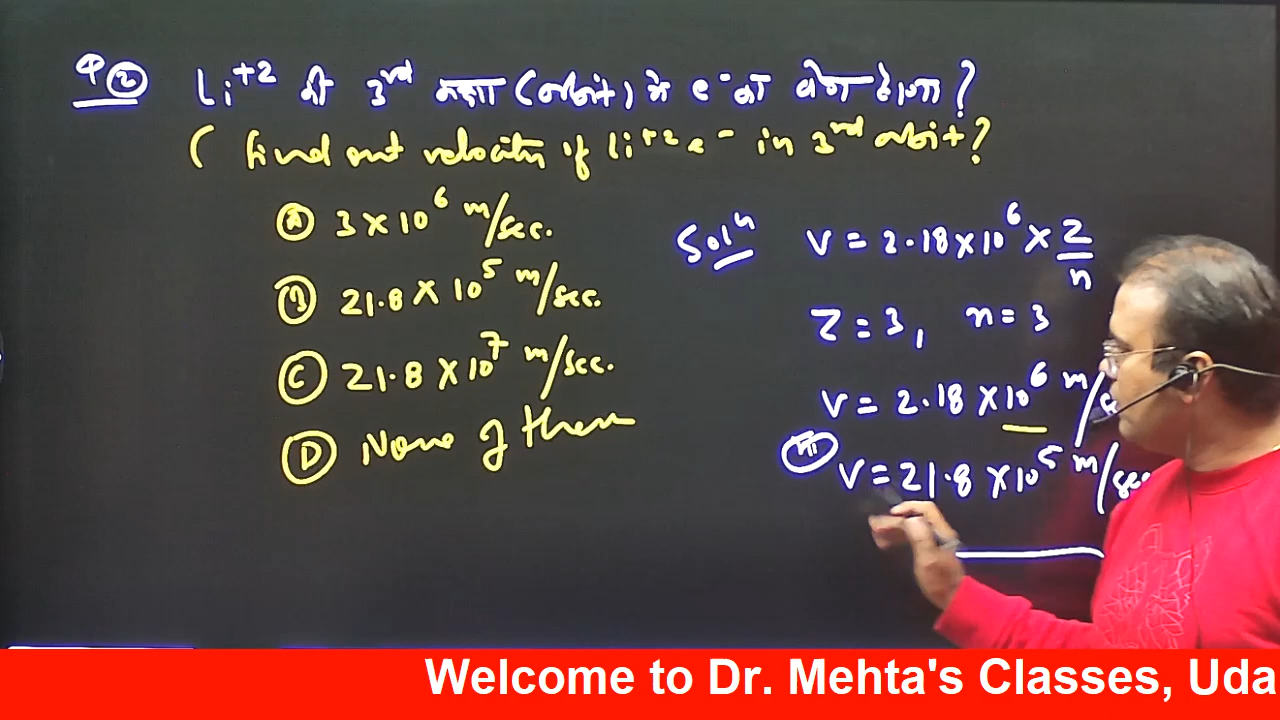 Q② Li⁺² की 3rd कक्षा (orbit) में e⁻ का वेग होगा?
( Find out velocity of Li⁺² e⁻ in 3rd orbit?
Ⓐ 3 × 10⁶ m/sec.
Ⓑ 21.8 × 10⁵ m/sec.
Ⓒ 21.8 × 10⁷ m/sec.
Ⓓ None of them
Solⁿ V = 2.18 × 10⁶ × Z/n
Z = 3, n = 3
V = 2.18 × 10⁶ m/se
या V = 21.8 × 10⁵ m/sec
Welcome to Dr. Mehta's Classes, Uda